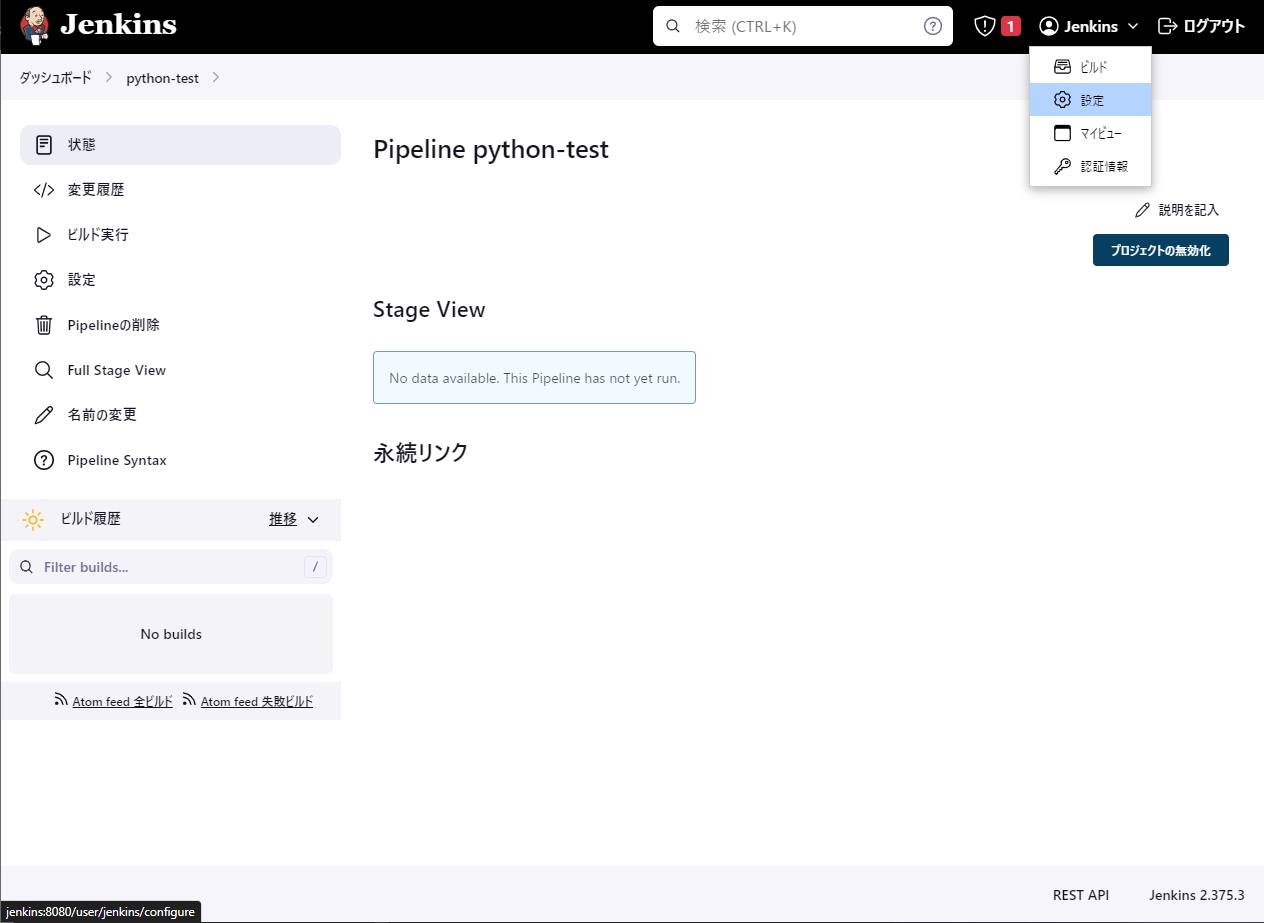 Jenkins
検索 (CTRL+K)
1
Jenkins
ログアウト
ビルド
設定
マイビュー
認証情報
ダッシュボード
python-test
状態
変更履歴
ビルド実行
設定
Pipelineの削除
Full Stage View
名前の変更
Pipeline Syntax
ビルド履歴
推移
Filter builds...
/
No builds
Atom feed 全ビルド
Atom feed 失敗ビルド
Pipeline python-test
説明を記入
プロジェクトの無効化
Stage View
No data available. This Pipeline has not yet run.
永続リンク
REST API
Jenkins 2.375.3
jenkins:8080/user/jenkins/configure